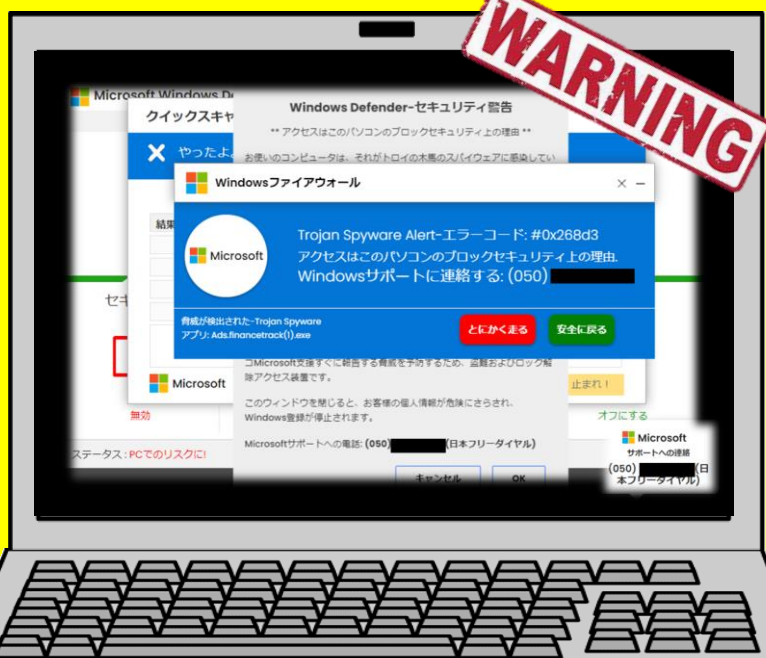 WARNING
Microsoft Windows De
クイックスキャ
やったよ
結果
セキ
無効
ステータス : PCでのリスクに!
Microsoft
止まれ!
オフにする
Windows Defender-セキュリティ警告
** アクセスはこのパソコンのブロックセキュリティ上の理由 **
お使いのコンピュータは、それがトロイの木馬のスパイウェアに感染してい
Windowsファイアウォール
Microsoft
Trojan Spyware Alert-エラーコード: #0x268d3
アクセスはこのパソコンのブロックセキュリティ上の理由.
Windowsサポートに連絡する: (050)
脅威が検出された-Trojan Spyware
アプリ: Ads.financetrack(1).exe
とにかく走る
安全に戻る
コMicrosoft支援すぐに報告する脅威を予防するため、盗難およびロック解
除アクセス装置です。
このウィンドウを閉じると、お客様の個人情報が危険にさらされ、
Windows登録が停止されます。
Microsoftサポートへの電話: (050) (日本フリーダイヤル)
キャンセル
OK
Microsoft
サポートへの連絡
(050) (日
本フリーダイヤル)